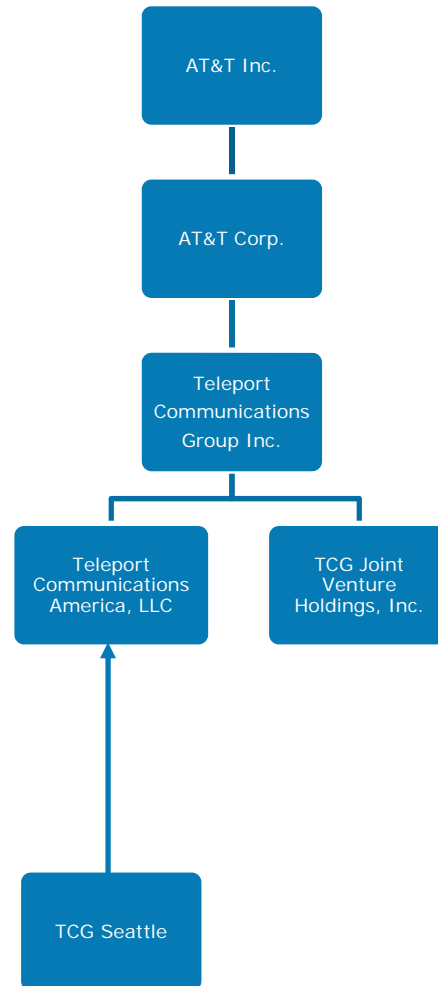 AT&T Inc.
AT&T Corp.
Teleport
Communications
Group Inc.
Teleport
Communications
America, LLC
TCG Joint
Venture
Holdings, Inc.
TCG Seattle